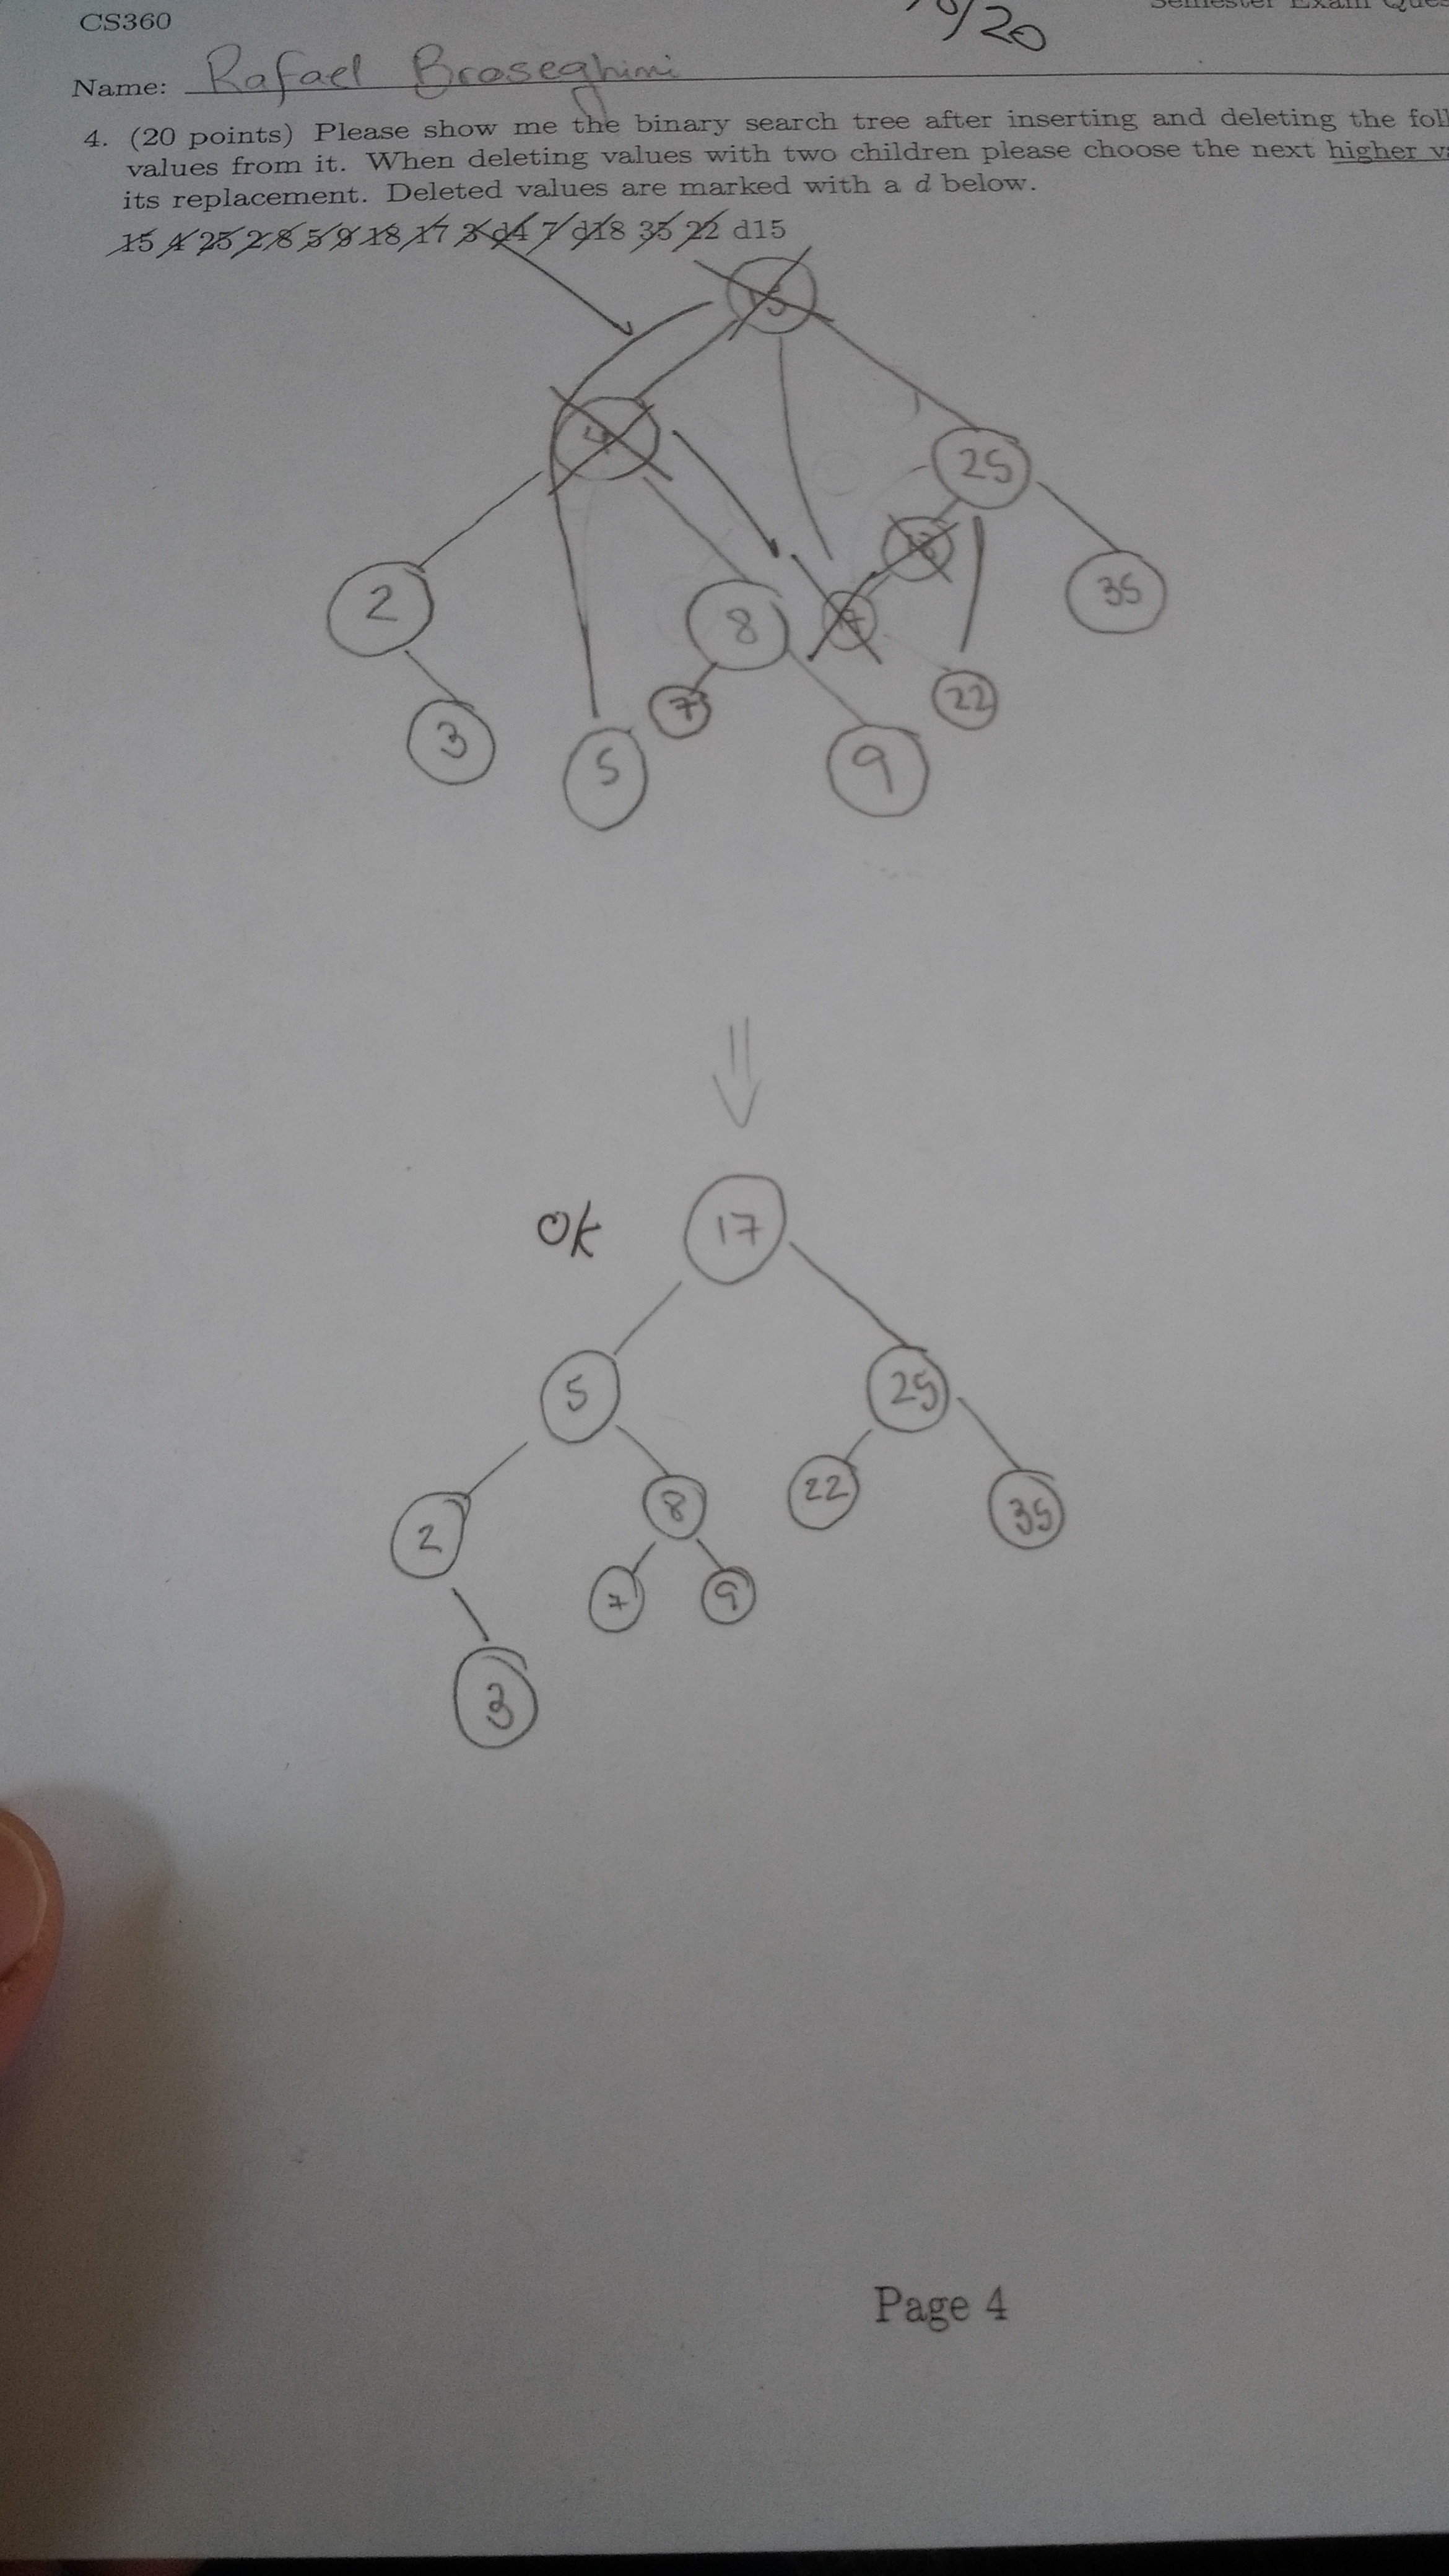 CS360
Semester Exam Ques
/20
Name: Rafael Broseghini
4. (20 points) Please show me the binary search tree after inserting and deleting the foll
values from it. When deleting values with two children please choose the next higher v
its replacement. Deleted values are marked with a d below.
15 4 25 2 8 5 9 18 17 3 d4 7 d18 35 22 d15
15
4
25
18
2
8
17
35
7
22
3
5
9
ok
17
5
25
2
8
22
35
7
9
3
Page 4